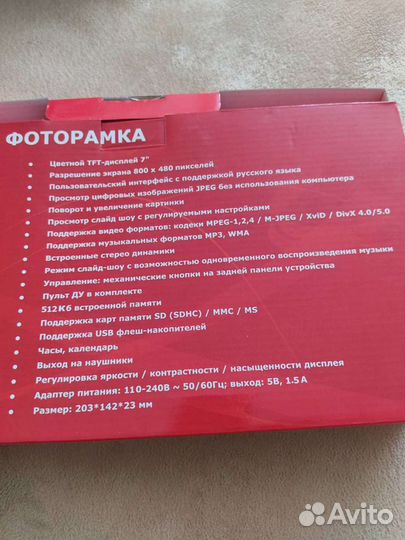 ФОТОРАМКА
• Цветной TFT-дисплей 7"
• Разрешение экрана 800 x 480 пикселей
• Пользовательский интерфейс с поддержкой русского языка
• Просмотр цифровых изображений JPEG без использования компьютера
• Поворот и увеличение картинки
• Просмотр слайд шоу с регулируемыми настройками
• Поддержка видео форматов: кодеки MPEG-1,2,4 / M-JPEG / XviD / DivX 4.0/5.0
• Поддержка музыкальных форматов MP3, WMA
• Встроенные стерео динамики
• Режим слайд-шоу с возможностью одновременного воспроизведения музыки
• Управление: механические кнопки на задней панели устройства
• Пульт ДУ в комплекте
• 512Кб встроенной памяти
• Поддержка карт памяти SD (SDHC) / MMC / MS
• Поддержка USB флеш-накопителей
• Часы, календарь
• Выход на наушники
• Регулировка яркости / контрастности / насыщенности дисплея
• Адаптер питания: 110-240В ~ 50/60Гц; выход: 5В, 1.5А
• Размер: 203*142*23 мм
Avito